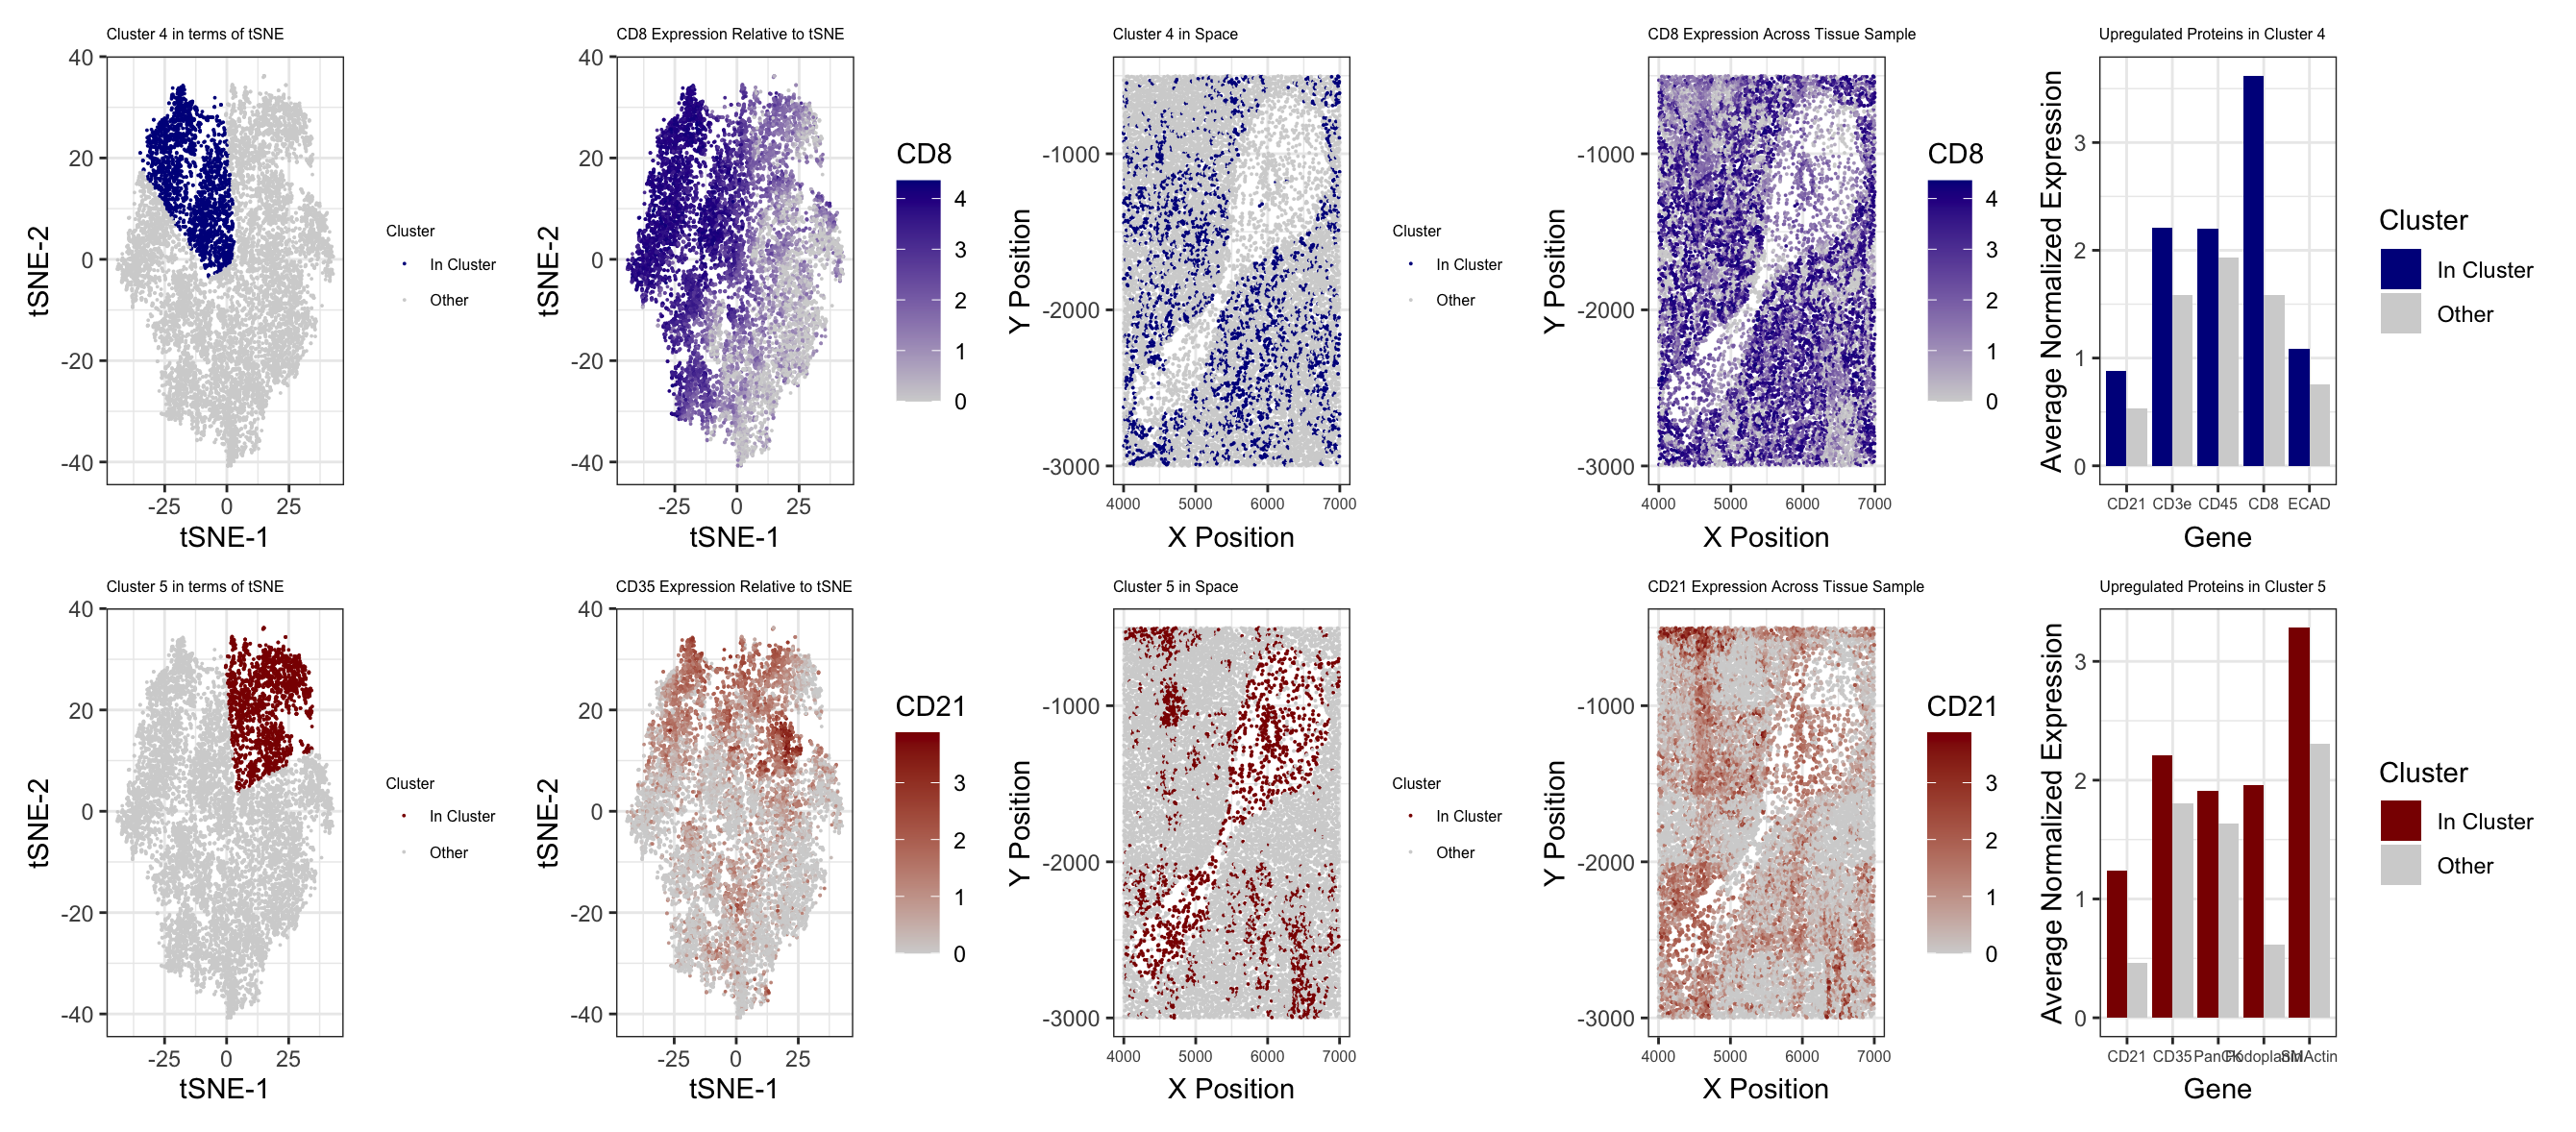 Cluster 4 in terms of tSNE
40
20
0
-20
-40
tSNE-2
-25 0 25
tSNE-1
Cluster
In Cluster
Other
CD8 Expression Relative to tSNE
40
20
0
-20
-40
tSNE-2
-25 0 25
tSNE-1
CD8
4
3
2
1
0
Cluster 4 in Space
-1000
-2000
-3000
Y Position
4000 5000 6000 7000
X Position
Cluster
In Cluster
Other
CD8 Expression Across Tissue Sample
-1000
-2000
-3000
Y Position
4000 5000 6000 7000
X Position
CD8
4
3
2
1
0
Upregulated Proteins in Cluster 4
3
2
1
0
Average Normalized Expression
CD21 CD3e CD45 CD8 ECAD
Gene
Cluster
In Cluster
Other
Cluster 5 in terms of tSNE
40
20
0
-20
-40
tSNE-2
-25 0 25
tSNE-1
Cluster
In Cluster
Other
CD35 Expression Relative to tSNE
40
20
0
-20
-40
tSNE-2
-25 0 25
tSNE-1
CD21
3
2
1
0
Cluster 5 in Space
-1000
-2000
-3000
Y Position
4000 5000 6000 7000
X Position
Cluster
In Cluster
Other
CD21 Expression Across Tissue Sample
-1000
-2000
-3000
Y Position
4000 5000 6000 7000
X Position
CD21
3
2
1
0
Upregulated Proteins in Cluster 5
3
2
1
0
Average Normalized Expression
CD21 CD35 PanCK Podoplanin SMActin
Gene
Cluster
In Cluster
Other